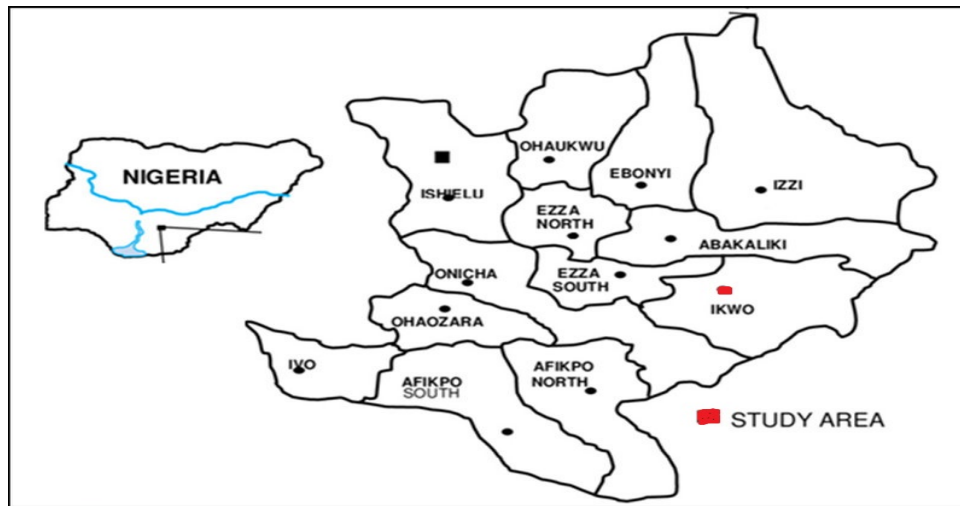 NIGERIA
OHAUKWU
EBONYI
IZZI
ISHIELU
EZZA
NORTH
ABAKALIKI
ONICHA
EZZA
SOUTH
IKWO
OHAOZARA
IVO
AFIKPO
SOUTH
AFIKPO
NORTH
STUDY AREA